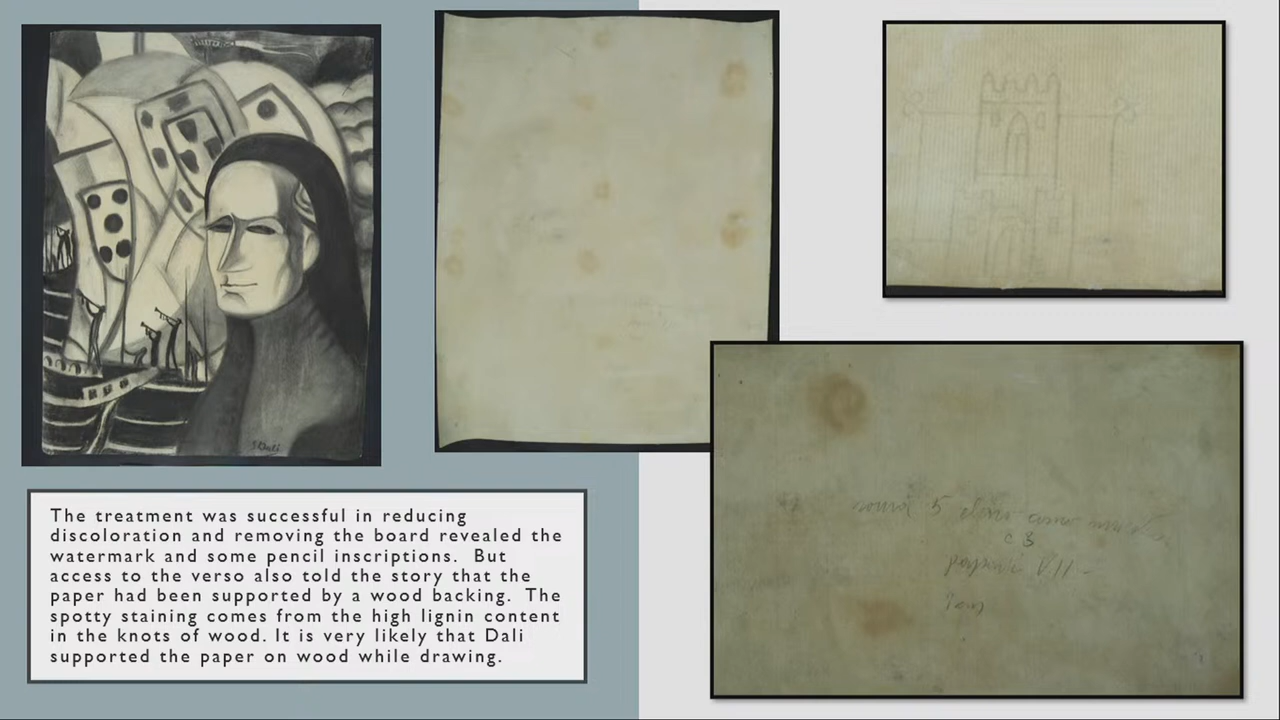 S Dali
The treatment was successful in reducing
discoloration and removing the board revealed the
watermark and some pencil inscriptions. But
access to the verso also told the story that the
paper had been supported by a wood backing. The
spotty staining comes from the high lignin content
in the knots of wood. It is very likely that Dali
supported the paper on wood while drawing.
5
c 3